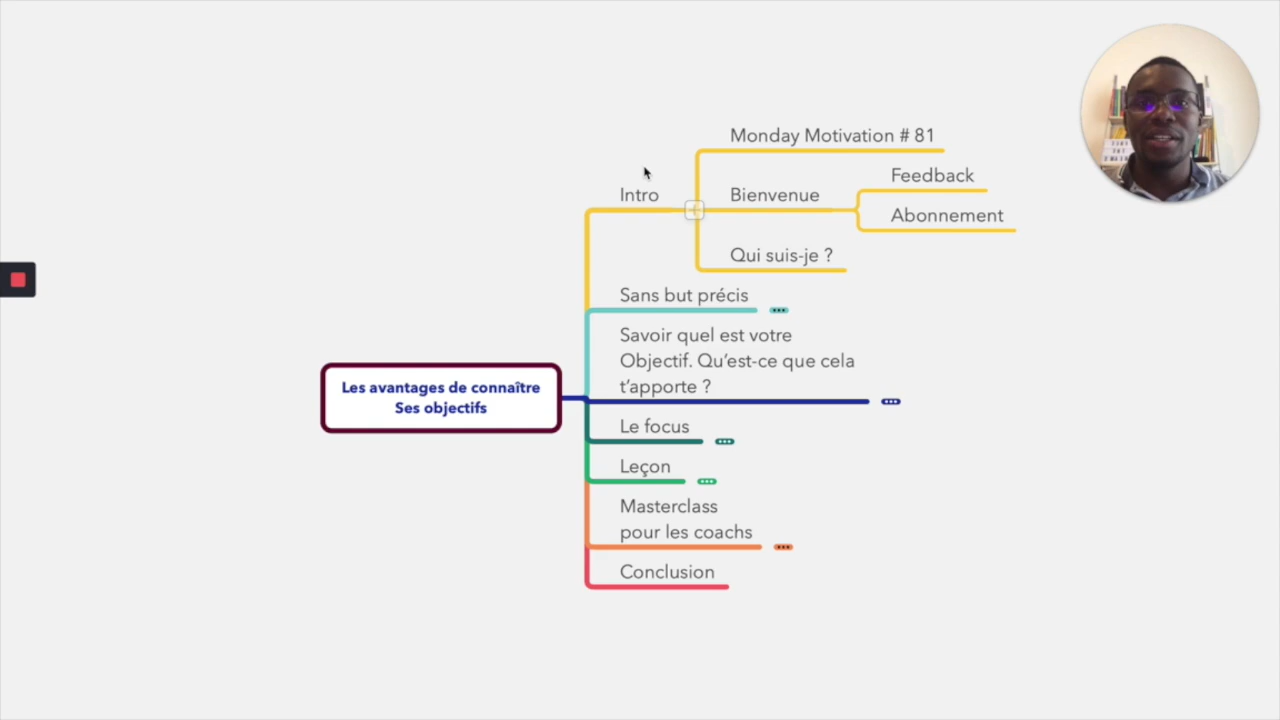 Monday Motivation # 81
Feedback
Intro
Bienvenue
Abonnement
Qui suis-je ?
Sans but précis
Savoir quel est votre
Objectif. Qu’est-ce que cela
t’apporte ?
Les avantages de connaître
Ses objectifs
Le focus
Leçon
Masterclass
pour les coachs
Conclusion